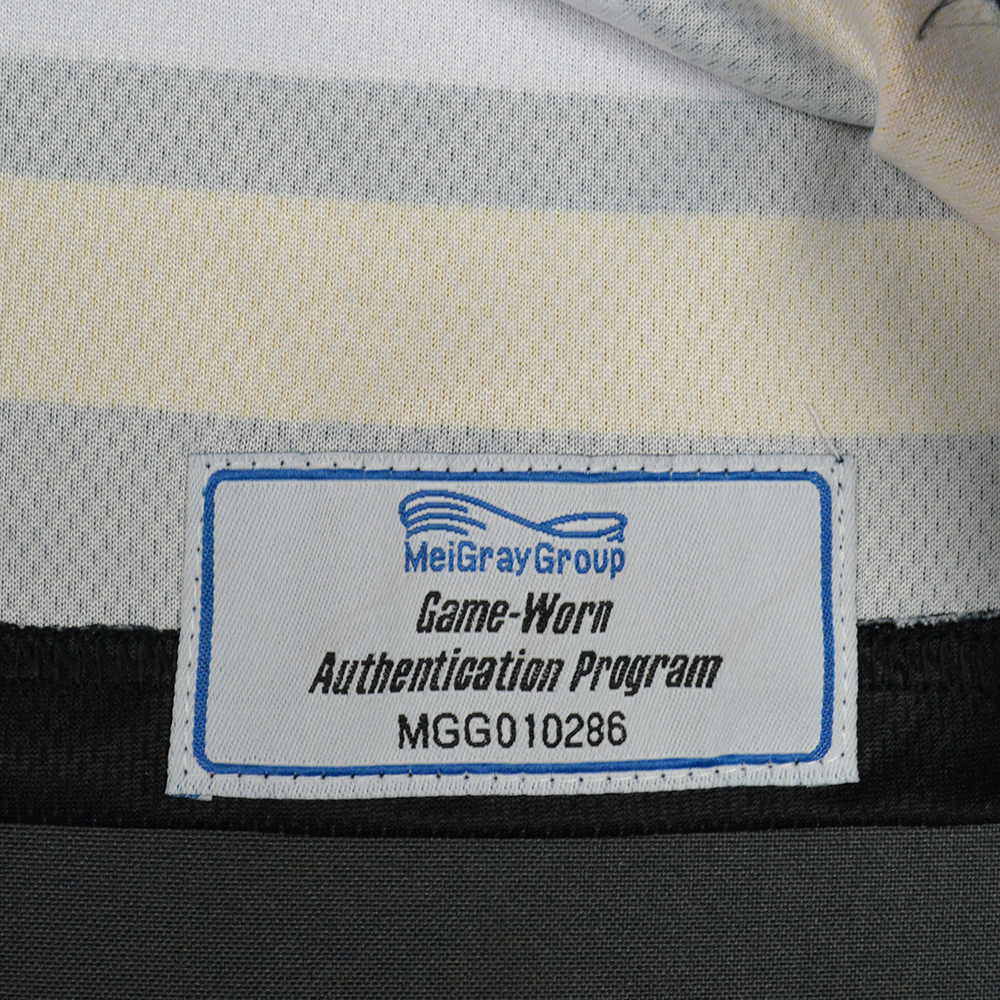 MeiGrayGroup
Game-Worn
Authentication Program
MGG010286